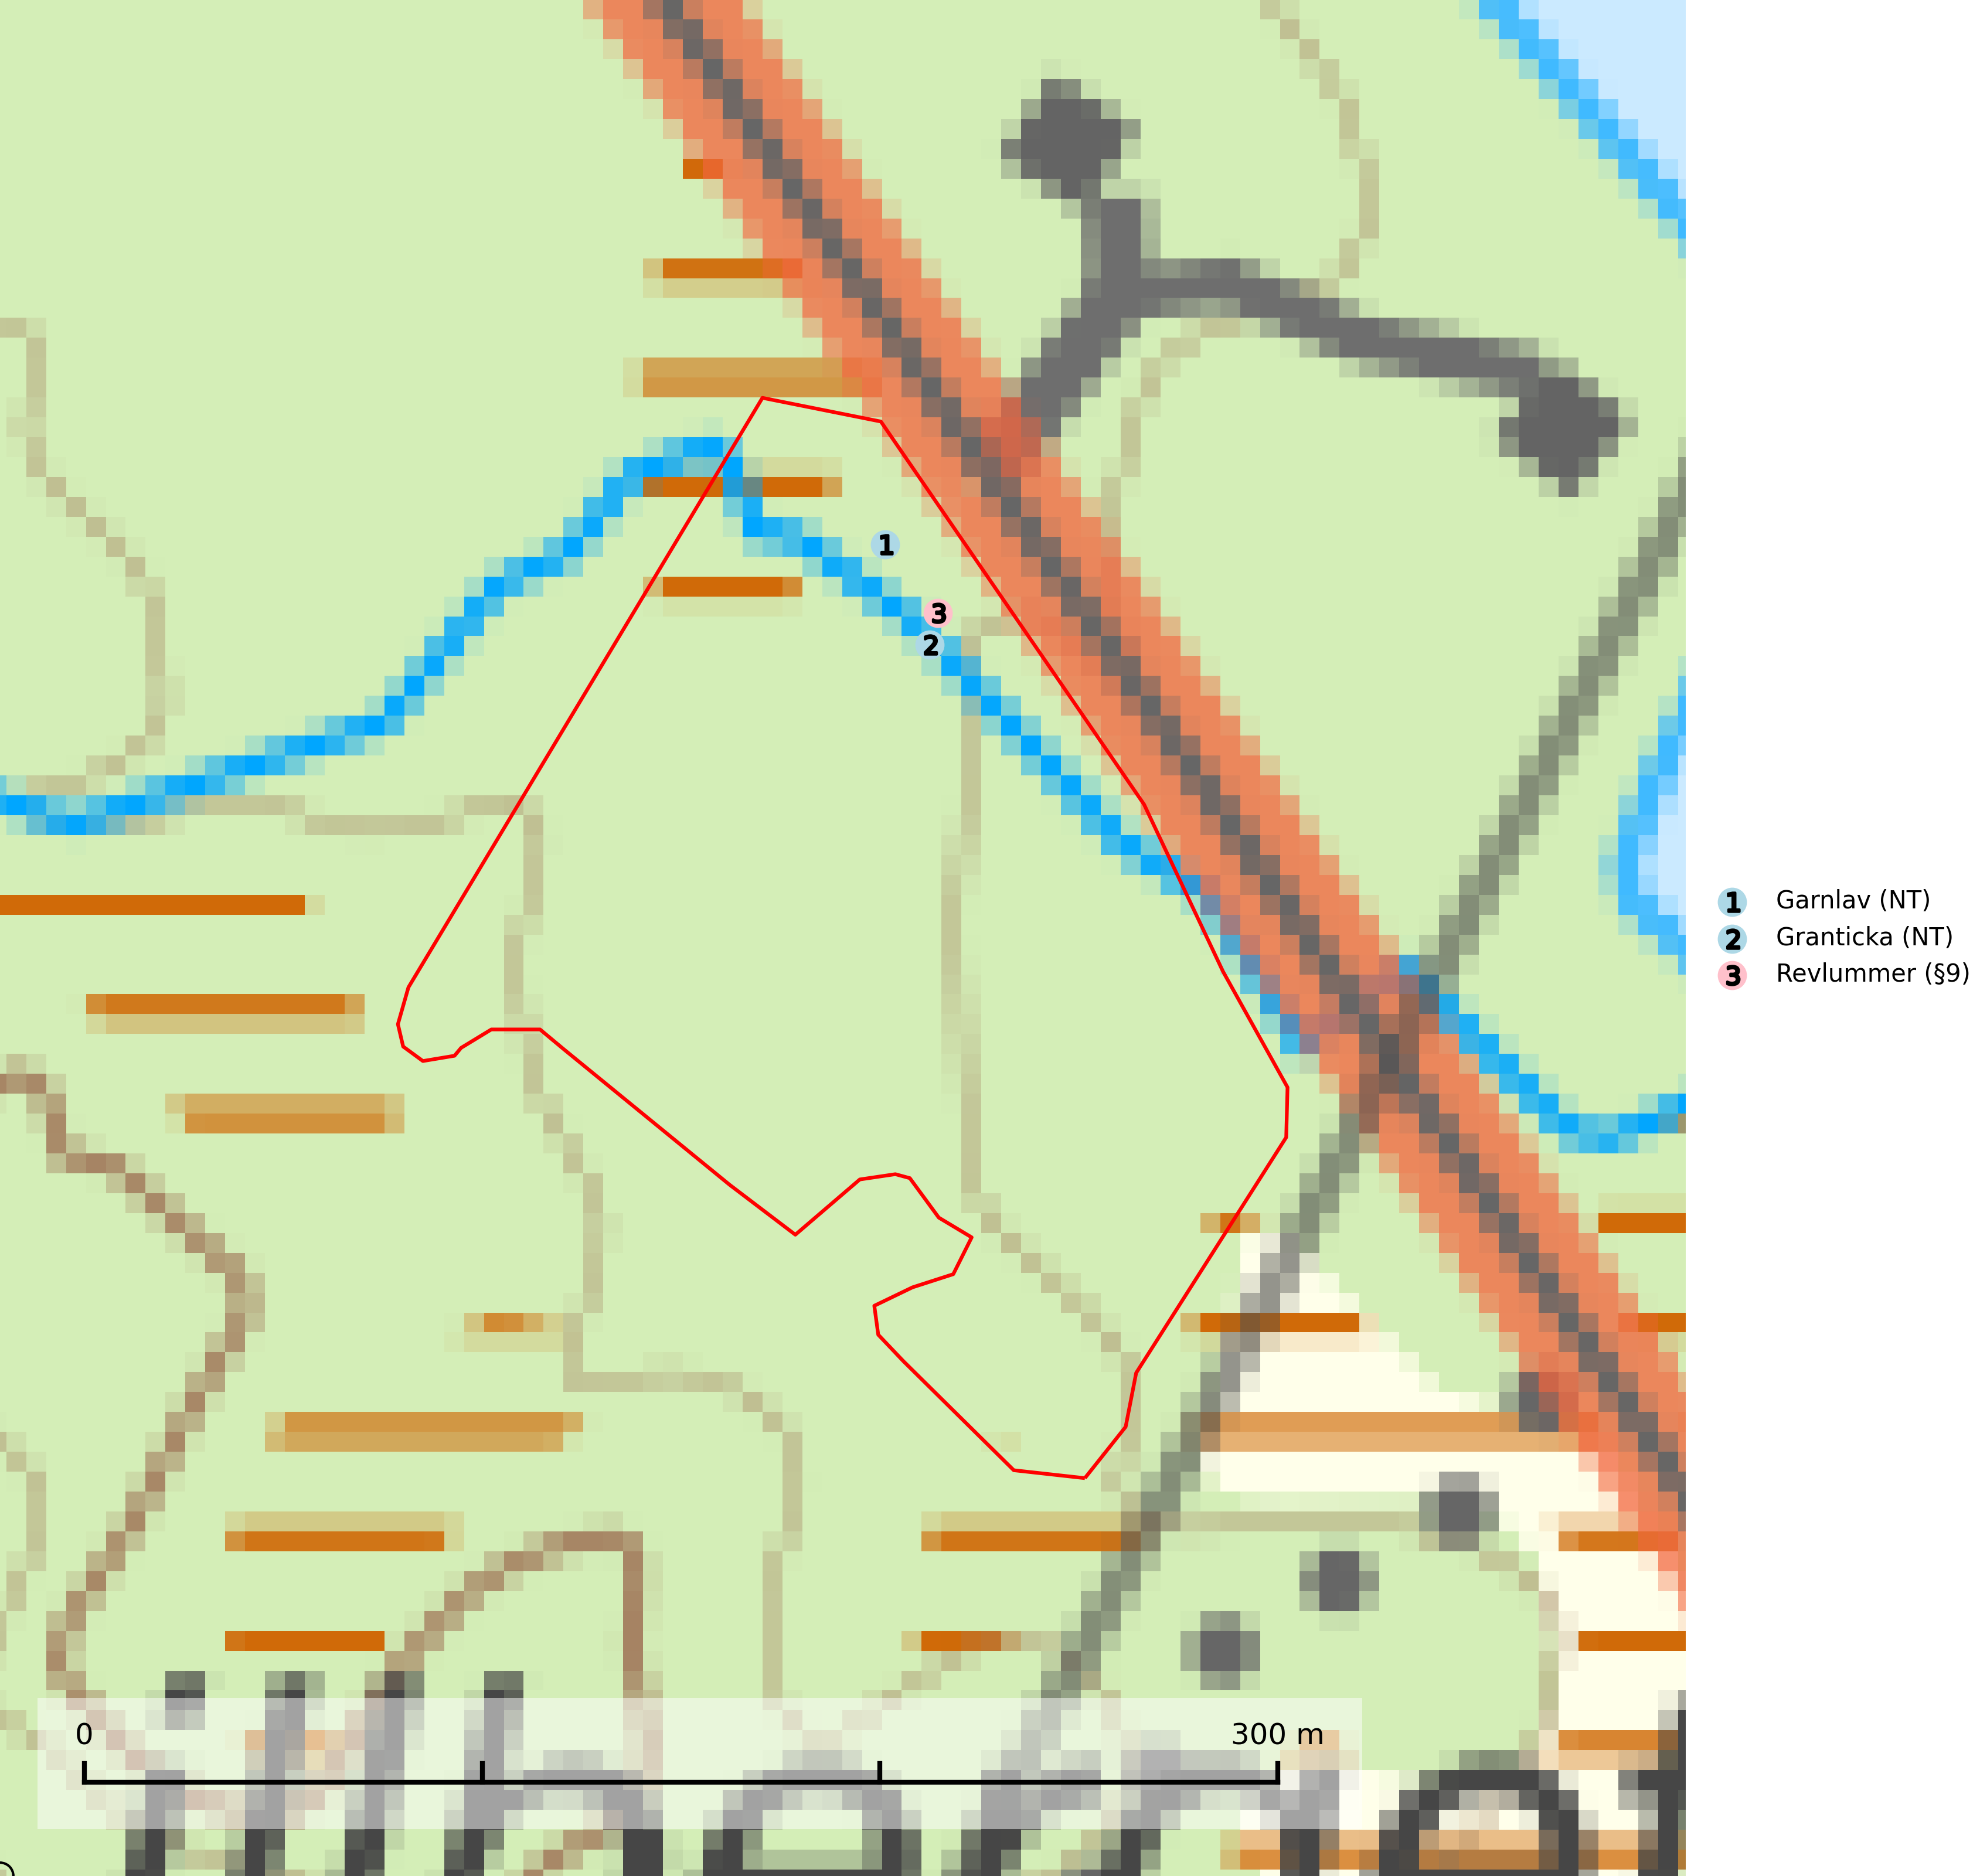 1
3
2
1 Garnlav (NT)
2 Granticka (NT)
3 Revlummer (§9)
0 300 m